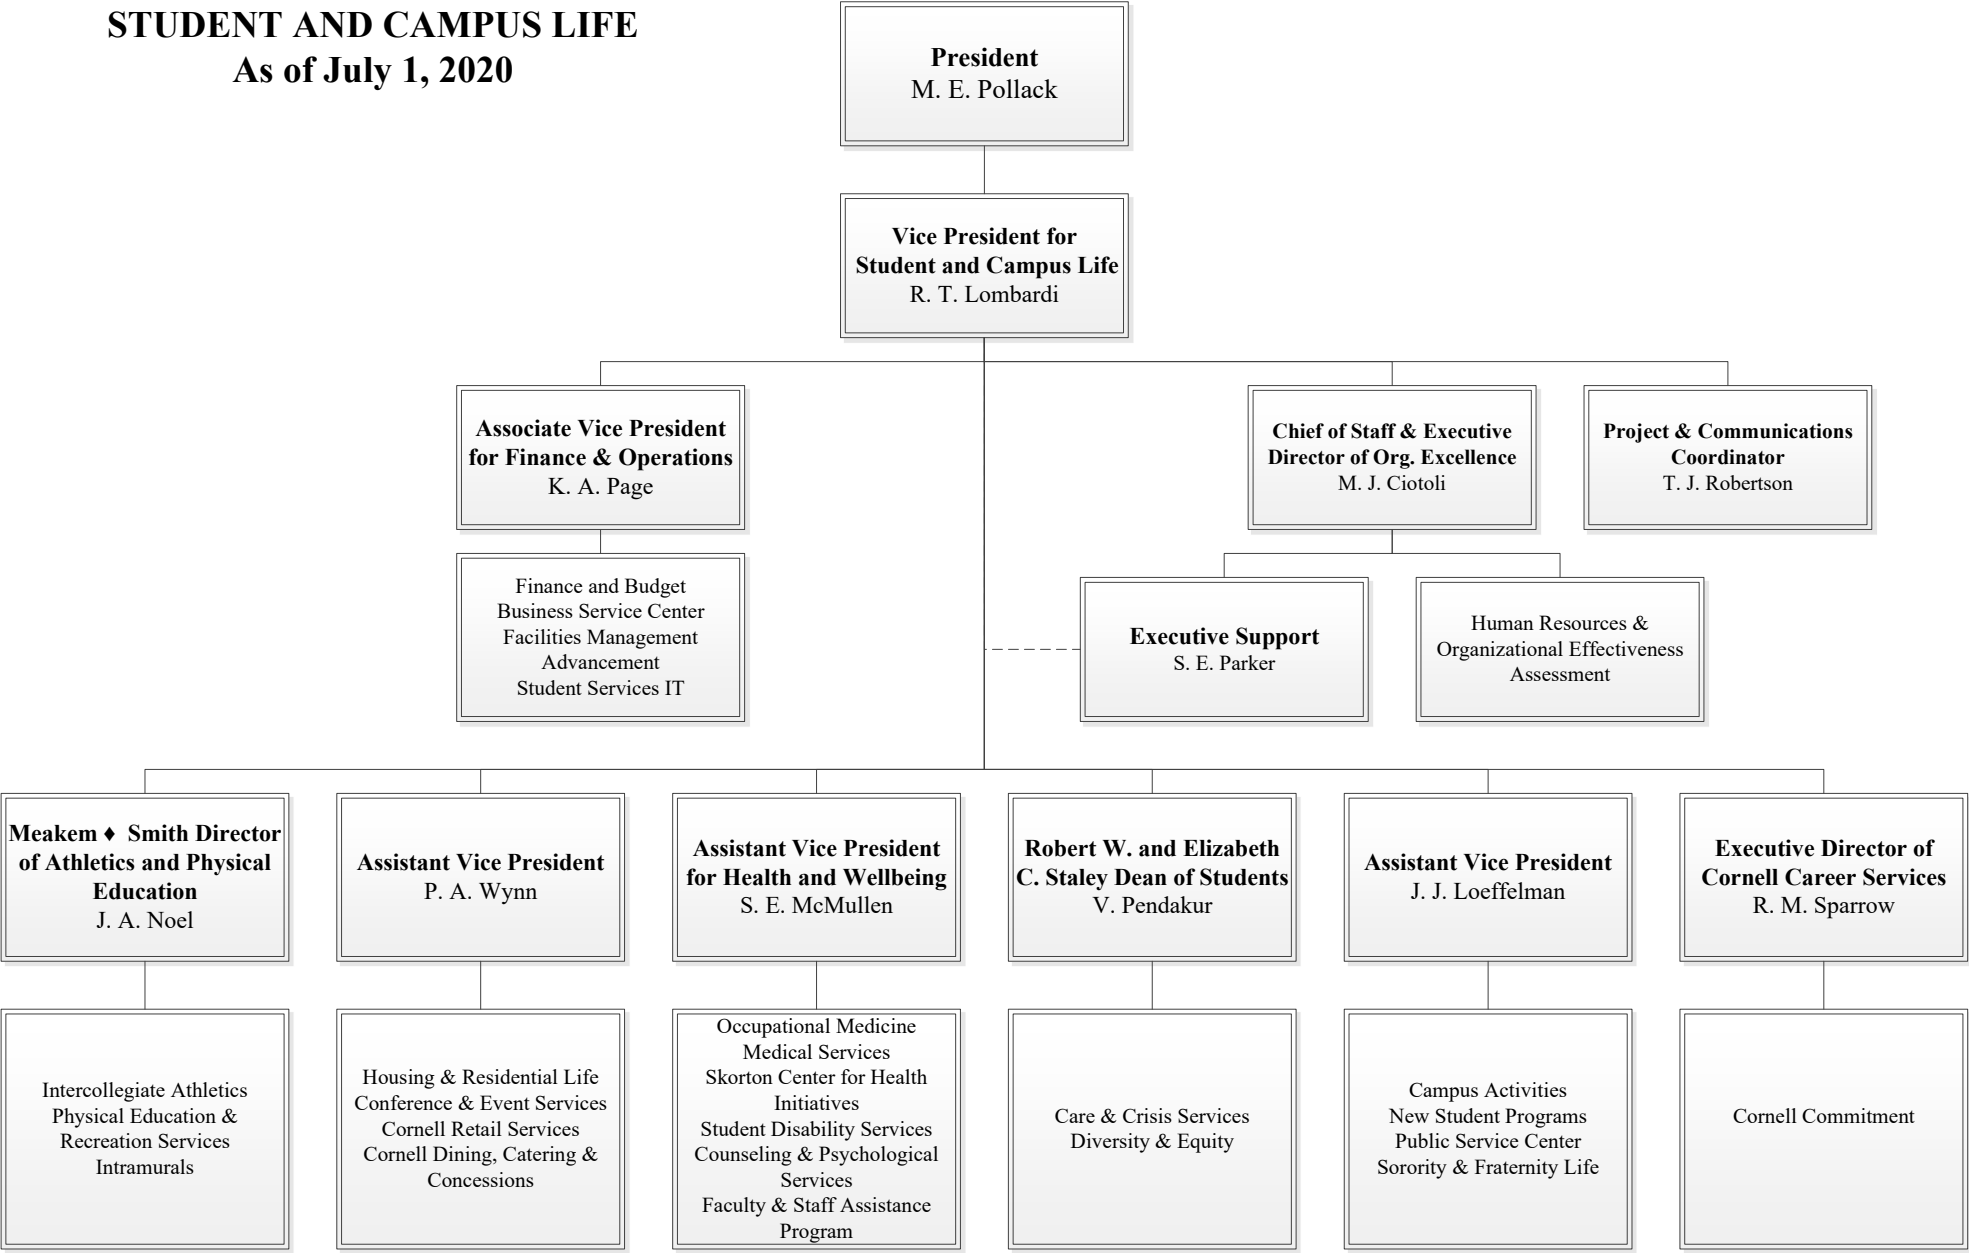 STUDENT AND CAMPUS LIFE
As of July 1, 2020
President
M. E. Pollack
Vice President for
Student and Campus Life
R. T. Lombardi
Associate Vice President
for Finance & Operations
K. A. Page
Chief of Staff & Executive
Director of Org. Excellence
M. J. Ciotoli
Project & Communications
Coordinator
T. J. Robertson
Finance and Budget
Business Service Center
Facilities Management
Advancement
Student Services IT
Executive Support
S. E. Parker
Human Resources &
Organizational Effectiveness
Assessment
Meakem ♦ Smith Director
of Athletics and Physical
Education
J. A. Noel
Assistant Vice President
P. A. Wynn
Assistant Vice President
for Health and Wellbeing
S. E. McMullen
Robert W. and Elizabeth
C. Staley Dean of Students
V. Pendakur
Assistant Vice President
J. J. Loeffelman
Executive Director of
Cornell Career Services
R. M. Sparrow
Intercollegiate Athletics
Physical Education &
Recreation Services
Intramurals
Housing & Residential Life
Conference & Event Services
Cornell Retail Services
Cornell Dining, Catering &
Concessions
Occupational Medicine
Medical Services
Skorton Center for Health
Initiatives
Student Disability Services
Counseling & Psychological
Services
Faculty & Staff Assistance
Program
Care & Crisis Services
Diversity & Equity
Campus Activities
New Student Programs
Public Service Center
Sorority & Fraternity Life
Cornell Commitment